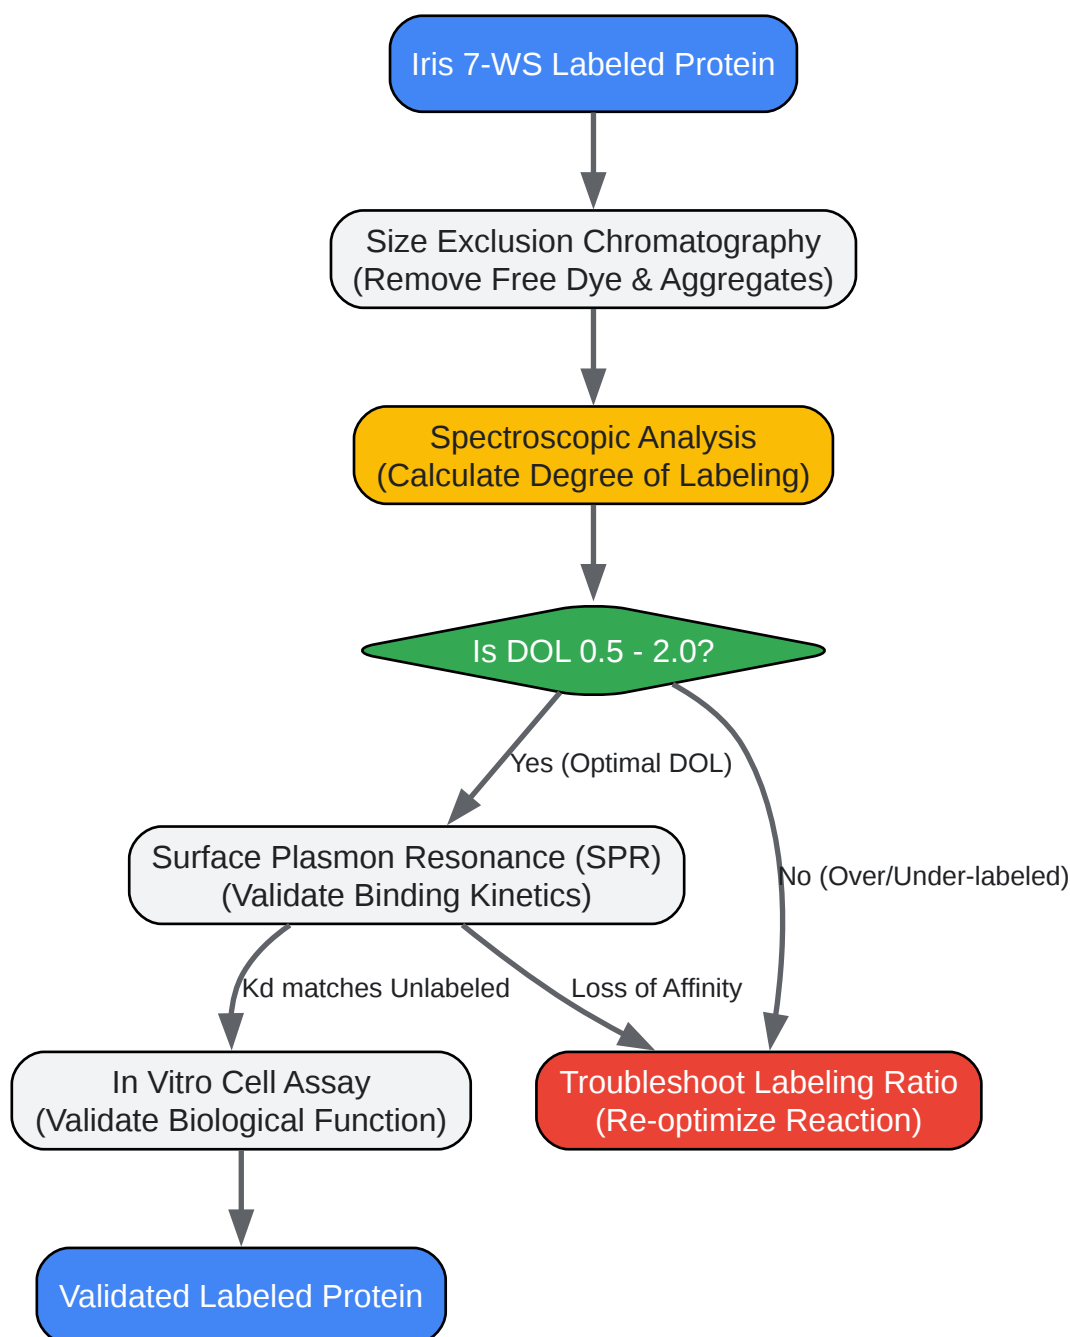 Iris 7-WS Labeled Protein
Size Exclusion Chromatography
(Remove Free Dye & Aggregates)
Spectroscopic Analysis
(Calculate Degree of Labeling)
Is DOL 0.5 - 2.0?
Yes (Optimal DOL)
Surface Plasmon Resonance (SPR)
(Validate Binding Kinetics)
No (Over/Under-labeled)
Kd matches Unlabeled
Loss of Affinity
In Vitro Cell Assay
(Validate Biological Function)
Troubleshoot Labeling Ratio
(Re-optimize Reaction)
Validated Labeled Protein